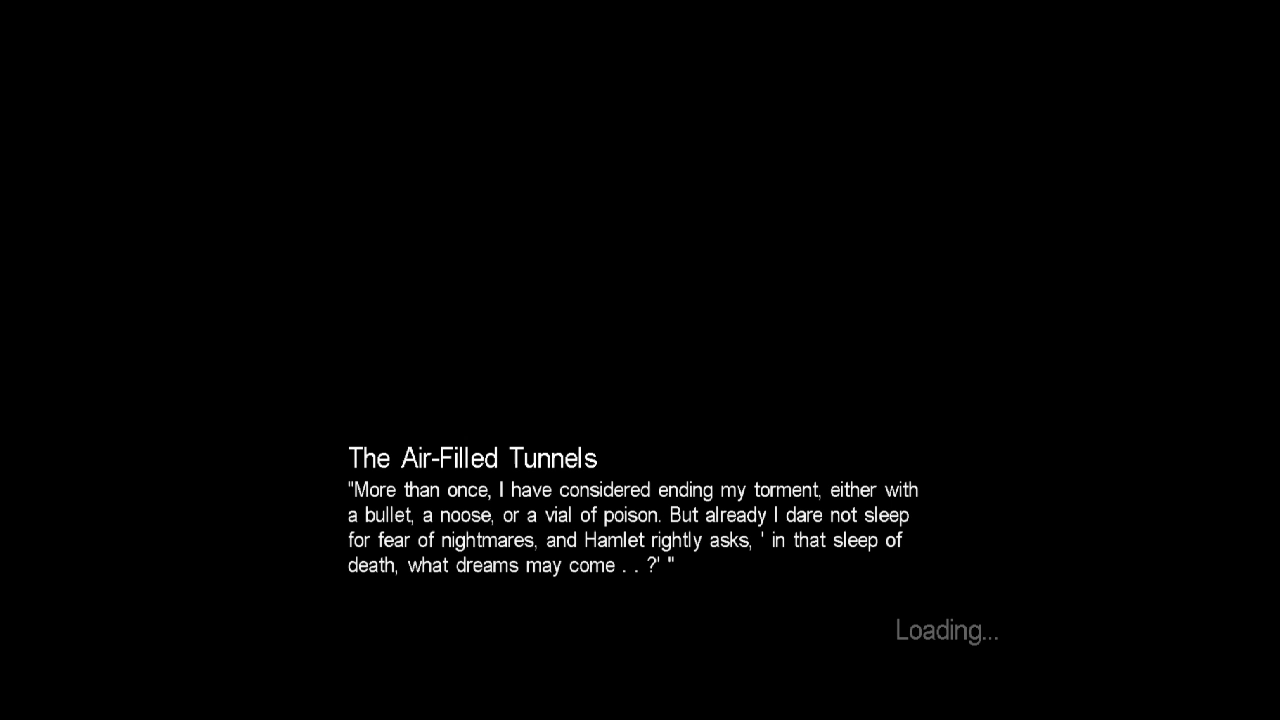 The Air-Filled Tunnels
"More than once, I have considered ending my torment, either with
a bullet, a noose, or a vial of poison. But already I dare not sleep
for fear of nightmares, and Hamlet rightly asks, ' in that sleep of
death, what dreams may come . . ?' "
Loading...